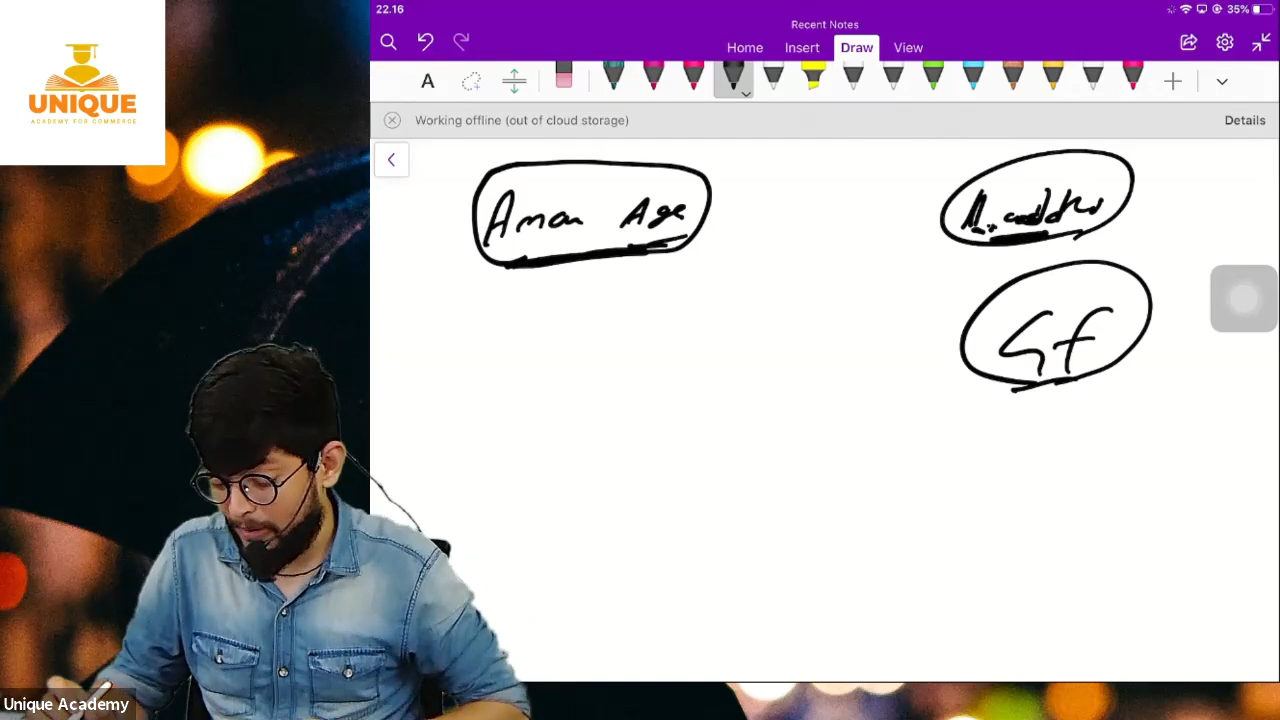 UNIQUE
ACADEMY FOR COMMERCE
22.16
35%
Recent Notes
Home Insert Draw View
A
Working offline (out of cloud storage)
Details
Aman Age
Gf
Unique Academy